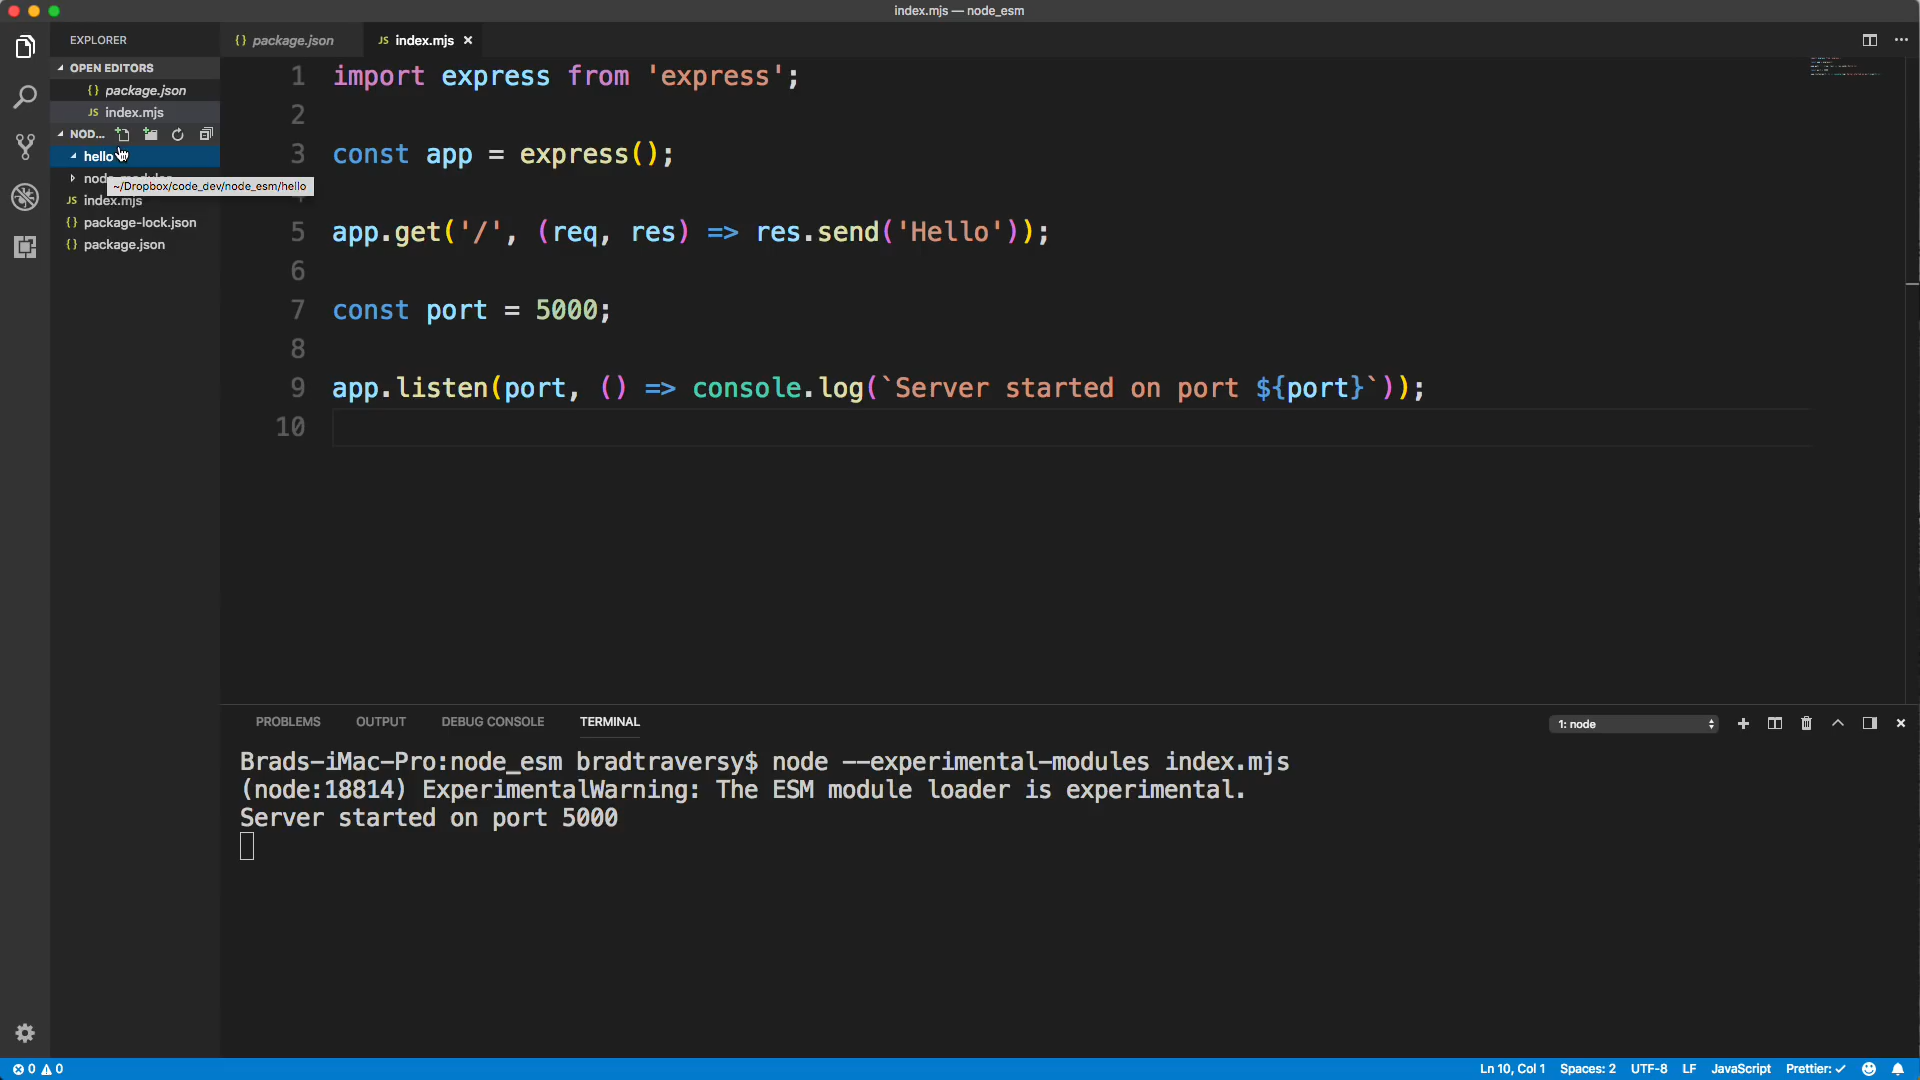 index.mjs — node_esm
EXPLORER
{} package.json
JS index.mjs ×
OPEN EDITORS
{} package.json
JS index.mjs
NOD...
hello
~/Dropbox/code_dev/node_esm/hello
JS index.mjs
{} package-lock.json
{} package.json
1 import express from 'express';
2
3 const app = express();
5 app.get('/', (req, res) => res.send('Hello'));
6
7 const port = 5000;
8
9 app.listen(port, () => console.log(`Server started on port ${port}`));
10
PROBLEMS OUTPUT DEBUG CONSOLE TERMINAL
1: node
Brads-iMac-Pro:node_esm bradtraversy$ node --experimental-modules index.mjs
(node:18814) ExperimentalWarning: The ESM module loader is experimental.
Server started on port 5000
0 0
Ln 10, Col 1 Spaces: 2 UTF-8 LF JavaScript Prettier: ✓